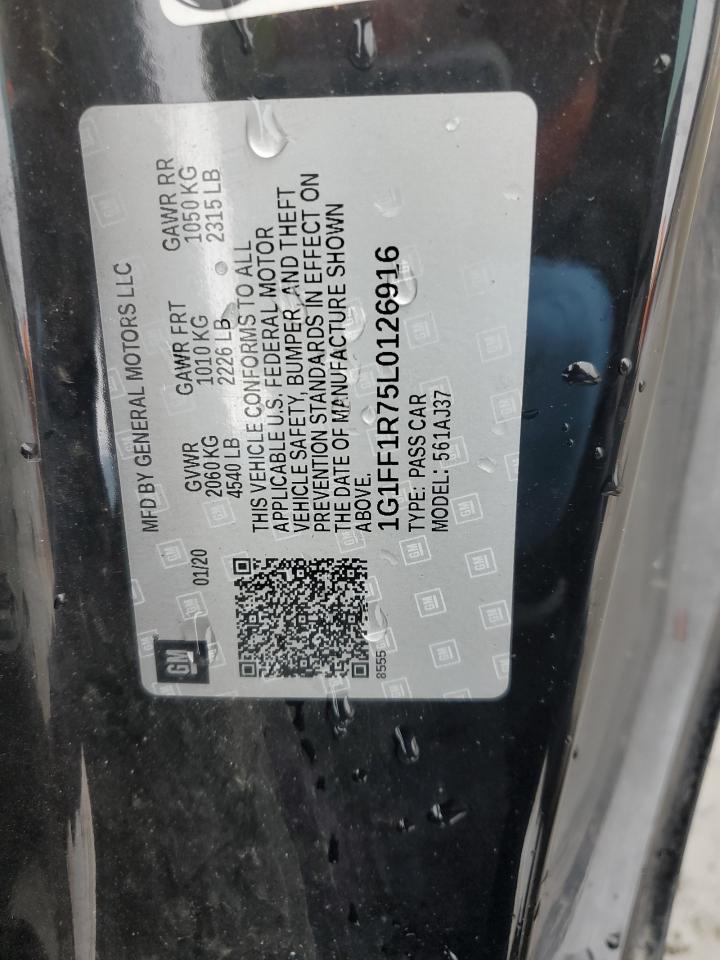 MFD BY GENERAL MOTORS LLC
GM
01/20
GVWR GAWR FRT GAWR RR
2060 KG 1010 KG 1050 KG
4540 LB 2226 LB 2315 LB
THIS VEHICLE CONFORMS TO ALL
APPLICABLE U.S. FEDERAL MOTOR
VEHICLE SAFETY, BUMPER, AND THEFT
PREVENTION STANDARDS IN EFFECT ON
THE DATE OF MANUFACTURE SHOWN
ABOVE.
8555
1G1FF1R75L0126916
TYPE: PASS CAR
MODEL: 561AJ37